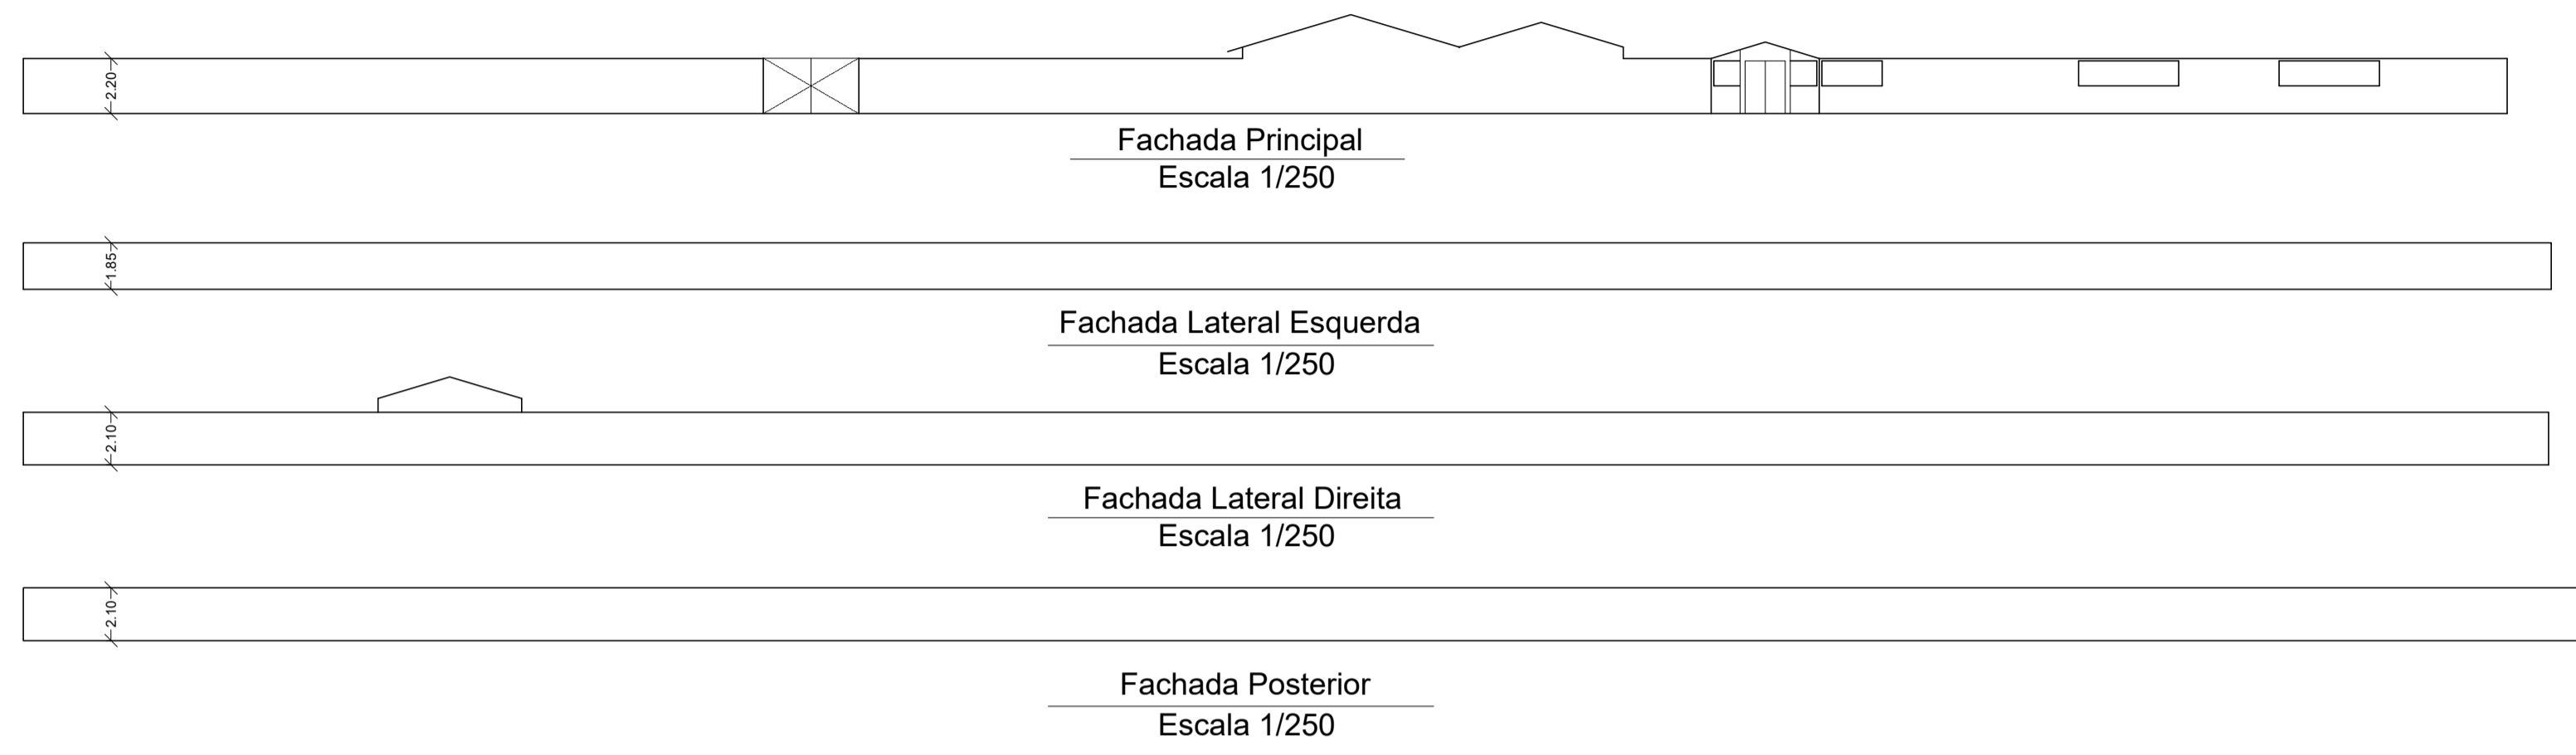 2.20
Fachada Principal
Escala 1/250
1.85
Fachada Lateral Esquerda
Escala 1/250
2.10
Fachada Lateral Direita
Escala 1/250
2.10
Fachada Posterior
Escala 1/250